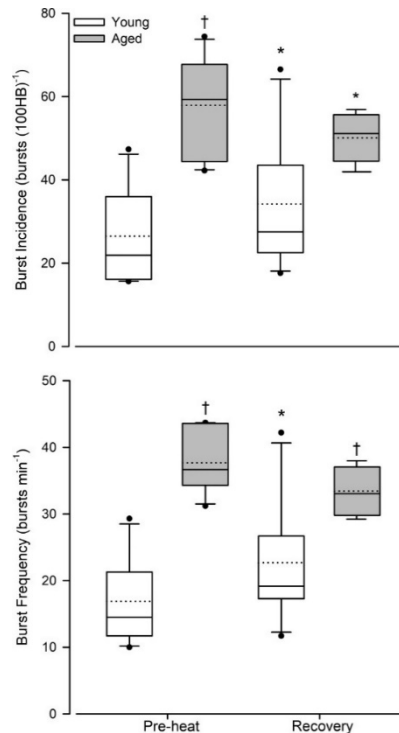 Young
Aged
Burst Incidence (bursts (100HB)⁻¹)
80
60
40
20
0
†
*
*
Burst Frequency (bursts min⁻¹)
50
40
30
20
10
0
†
*
†
Pre-heat
Recovery